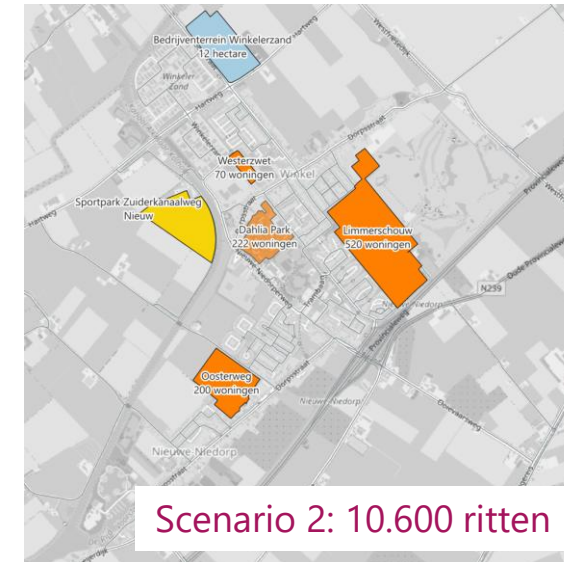 Bedrijventerrein Winkelerzand
12 hectare
Winkeler
Zand
Hartweg
Hartweg
Dorpsstraat
Westerzwet
70 woningen
Winkel
Sportpark Zuiderkanaalweg
Nieuw
Hartweg
Dahlia Park
222 woningen
Limmerschouw
520 woningen
Trambaan
Oude Provincialeweg
N239
Provincialeweg
Oosterweg
200 woningen
Dorpsstraat
Nieuwe Niedorp
Nieuwe Niedorp
Scenario 2: 10.600 ritten